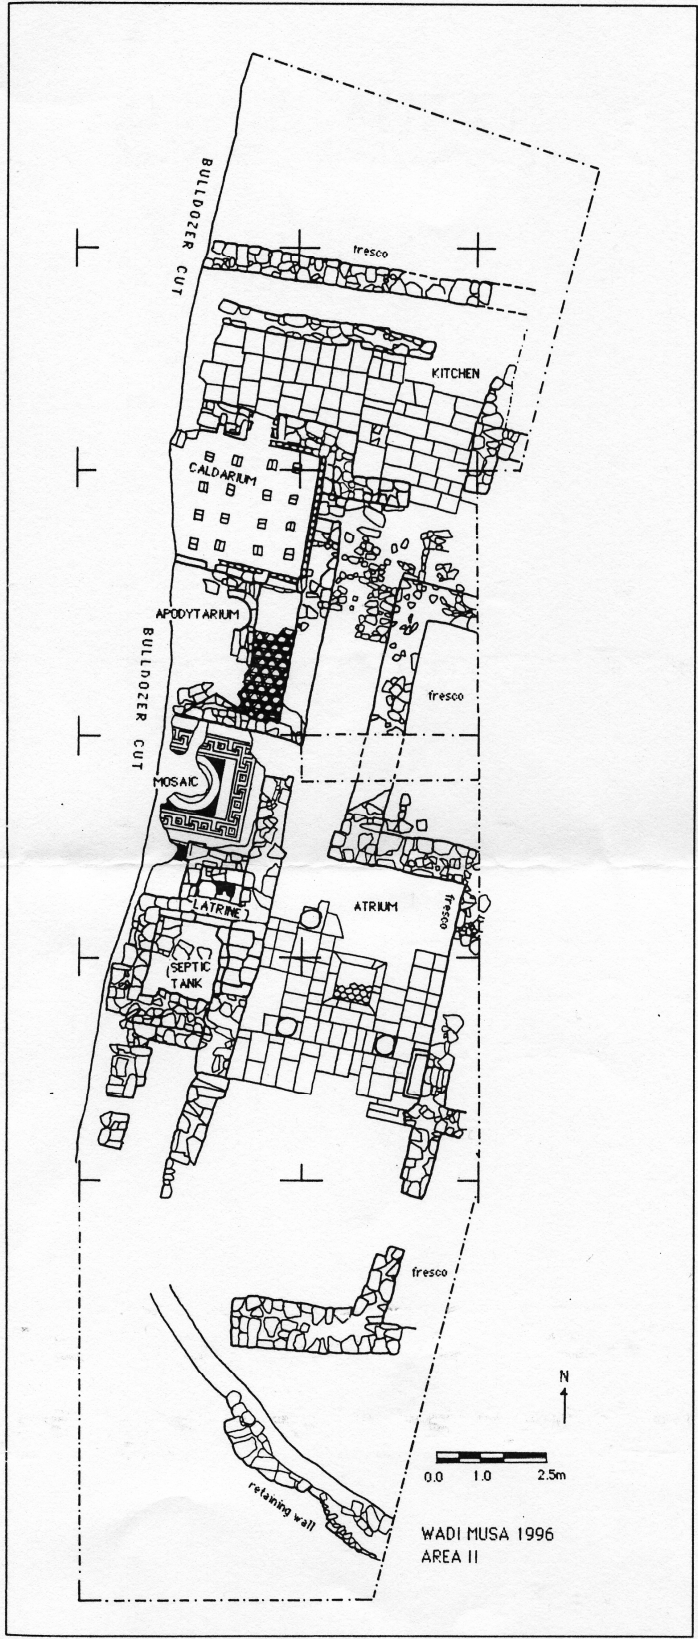 BULLDOZER CUT
fresco
KITCHEN
CALDARIUM
APODYTARIUM
BULLDOZER CUT
fresco
MOSAIC
LATRINE
ATRIUM
fresco
SEPTIC
TANK
fresco
N
0.0 1.0 2.5m
retaining wall
WADI MUSA 1996
AREA II